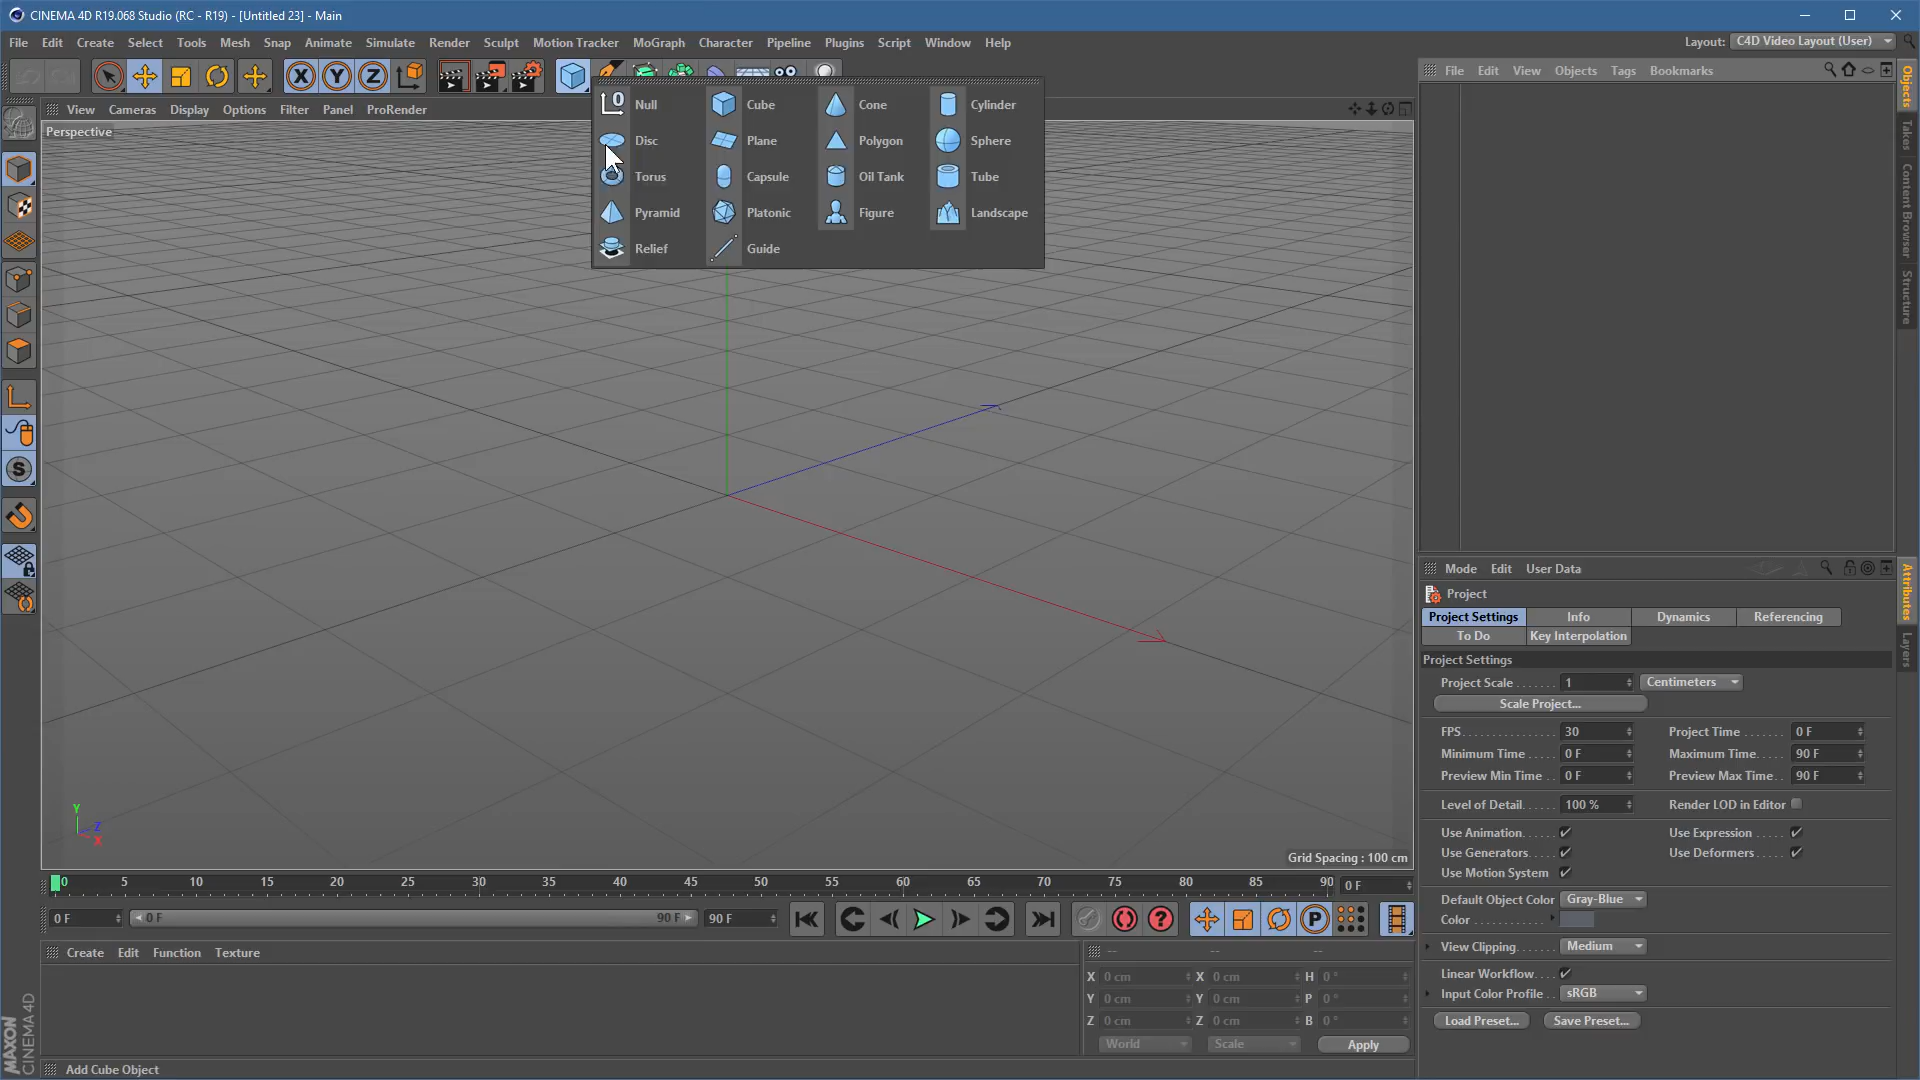 CINEMA 4D R19.068 Studio (RC - R19) - [Untitled 23] - Main
File Edit Create Select Tools Mesh Snap Animate Simulate Render Sculpt Motion Tracker MoGraph Character Pipeline Plugins Script Window Help
Layout: C4D Video Layout (User)
X Y Z
File Edit View Objects Tags Bookmarks
View Cameras Display Options Filter Panel ProRender
Perspective
Null Cube Cone Cylinder
Disc Plane Polygon Sphere
Torus Capsule Oil Tank Tube
Pyramid Platonic Figure Landscape
Relief Guide
Objects
Takes
Content Browser
Structure
Mode Edit User Data
Project
Project Settings Info Dynamics Referencing
To Do Key Interpolation
Project Settings
Project Scale . . . . . . . 1 Centimeters
Scale Project...
FPS. . . . . . . . . . . . . . . . 30 Project Time . . . . . . . 0 F
Minimum Time . . . . . 0 F Maximum Time. . . . . 90 F
Preview Min Time . . 0 F Preview Max Time. . 90 F
Level of Detail. . . . . . 100 % Render LOD in Editor
Use Animation. . . . . Use Expression . . . . .
Use Generators. . . . Use Deformers . . . . .
Use Motion System
Default Object Color Gray-Blue
Color . . . . . . . . . . . . .
View Clipping. . . . . . . Medium
Linear Workflow. . . .
Input Color Profile . . sRGB
Load Preset... Save Preset...
Attributes
Layers
Y
Z
X
Grid Spacing : 100 cm
0 5 10 15 20 25 30 35 40 45 50 55 60 65 70 75 80 85 90 0 F
0 F 0 F 90 F 90 F
P
Create Edit Function Texture
-- -- --
X 0 cm X 0 cm H 0 °
Y 0 cm Y 0 cm P 0 °
Z 0 cm Z 0 cm B 0 °
World Scale Apply
MAXON
CINEMA 4D
Add Cube Object